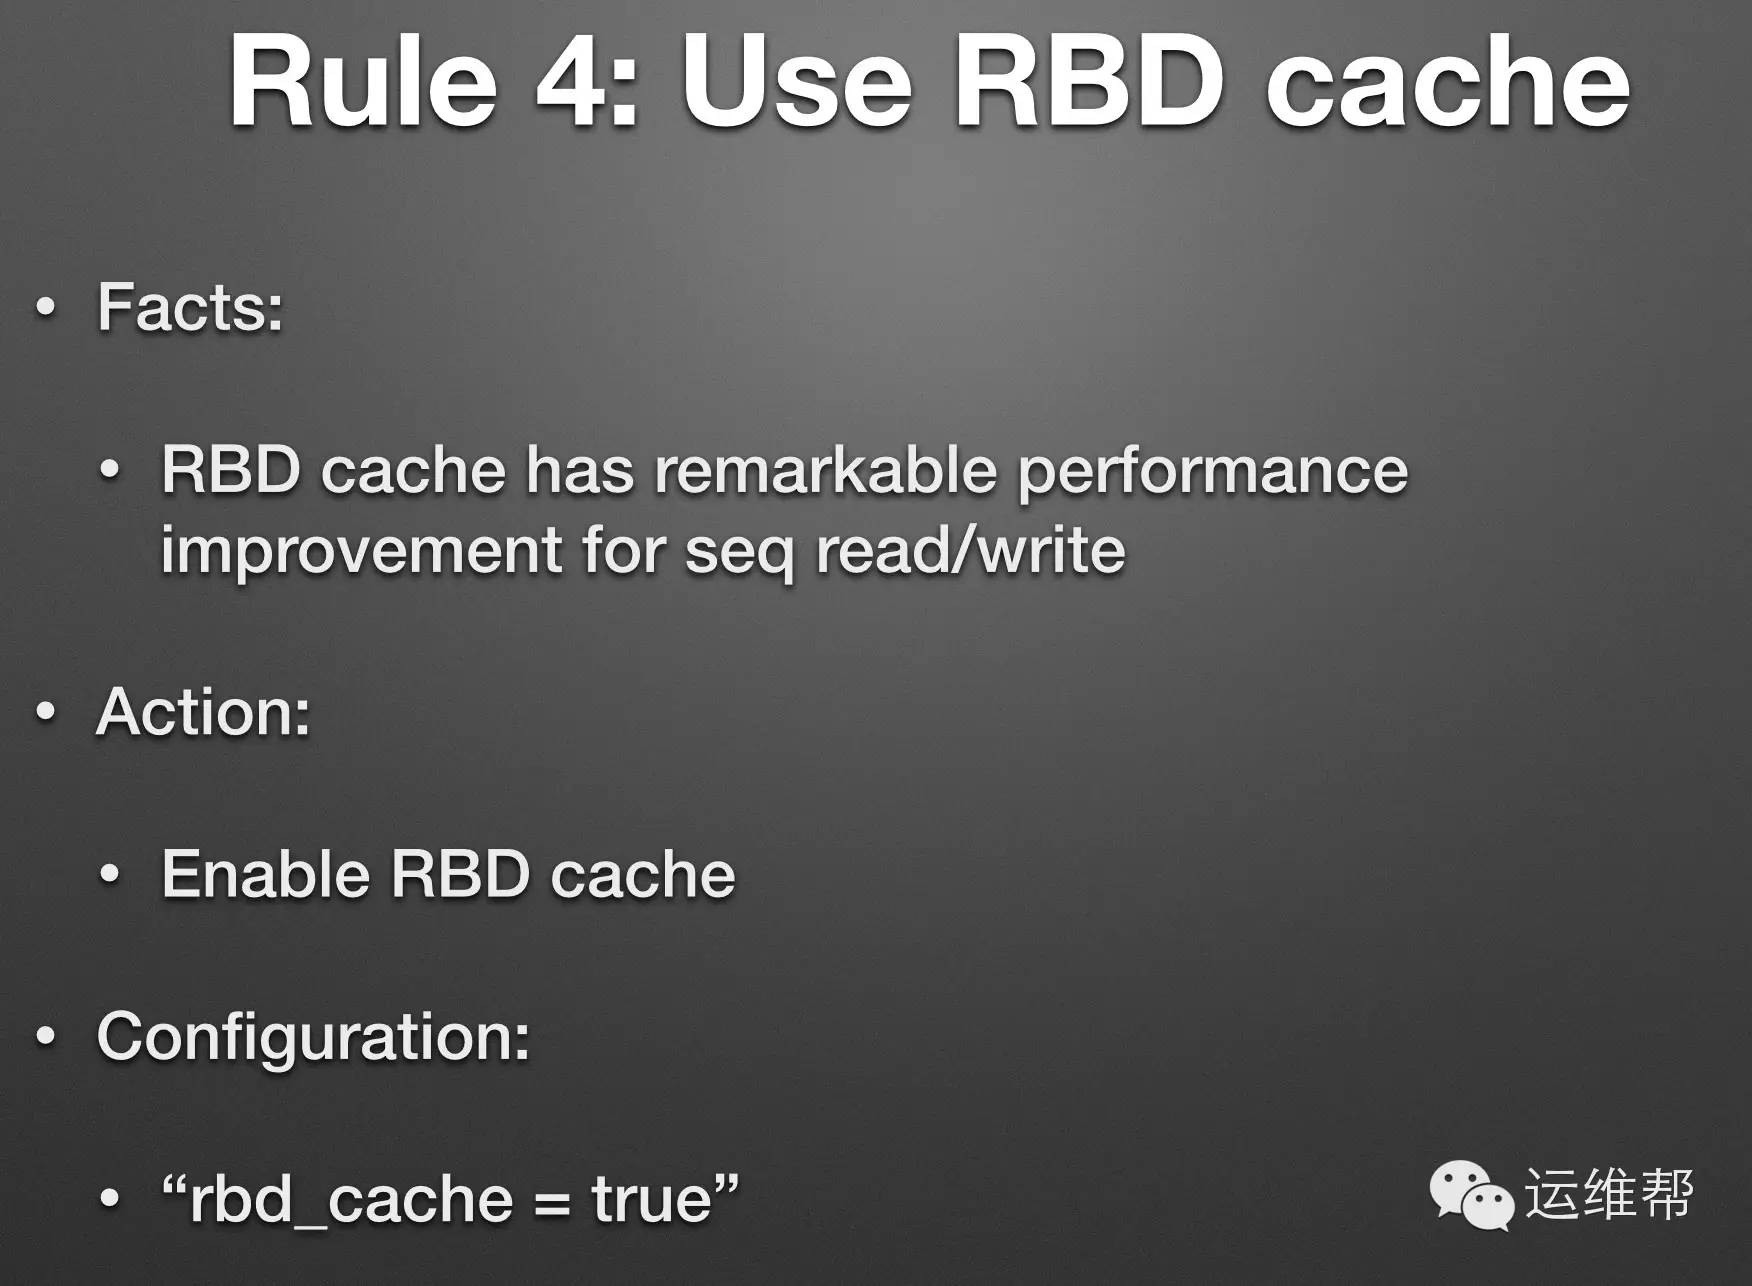 Rule 4: Use RBD cache
• Facts:
• RBD cache has remarkable performance
improvement for seq read/write
• Action:
• Enable RBD cache
• Configuration:
• “rbd_cache = true”
运维帮